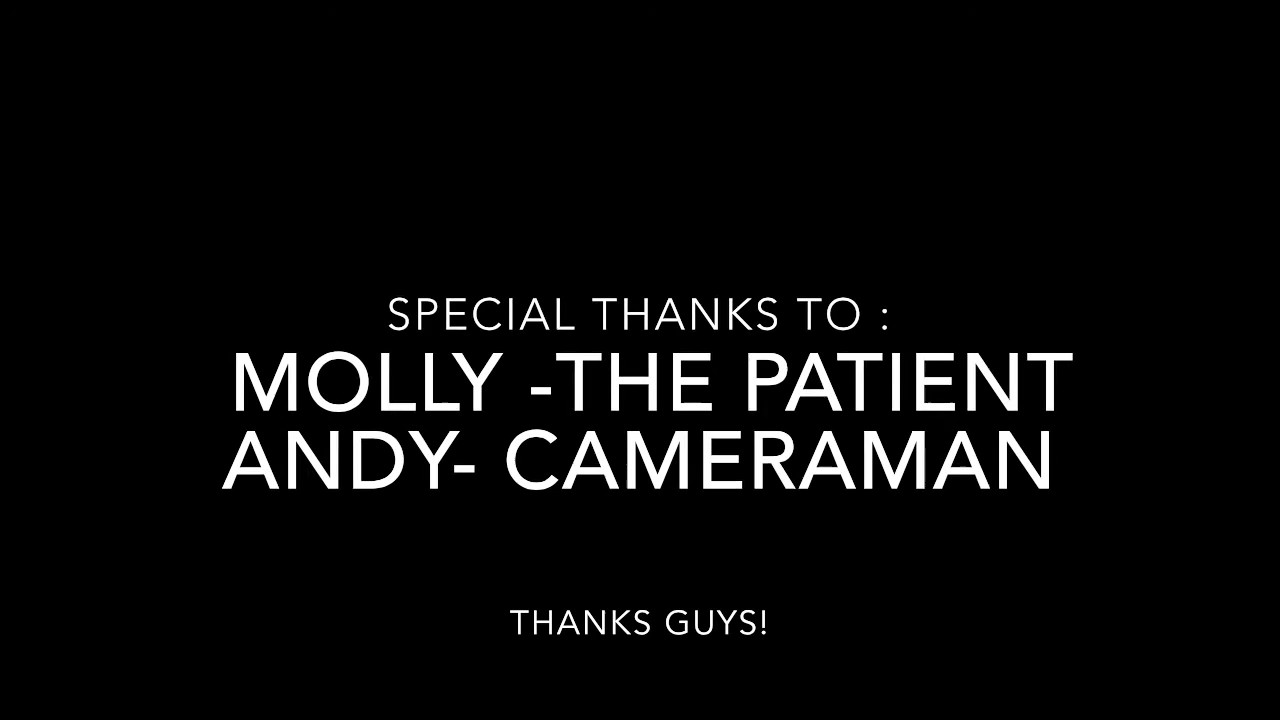 SPECIAL THANKS TO :
MOLLY -THE PATIENT
ANDY- CAMERAMAN
THANKS GUYS!